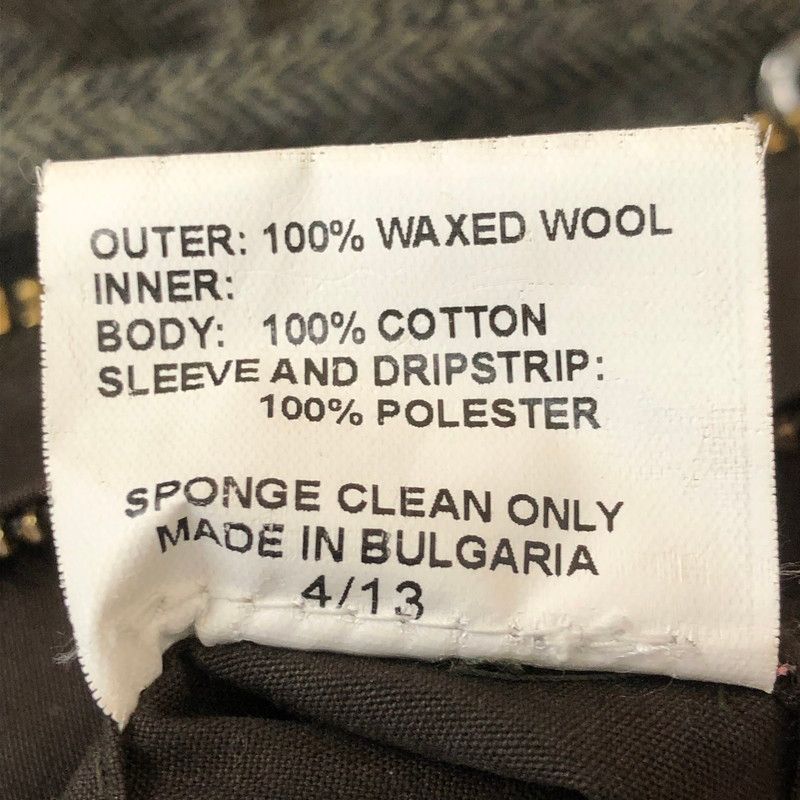 OUTER: 100% WAXED WOOL
INNER:
BODY: 100% COTTON
SLEEVE AND DRIPSTRIP:
100% POLESTER
SPONGE CLEAN ONLY
MADE IN BULGARIA
4/13